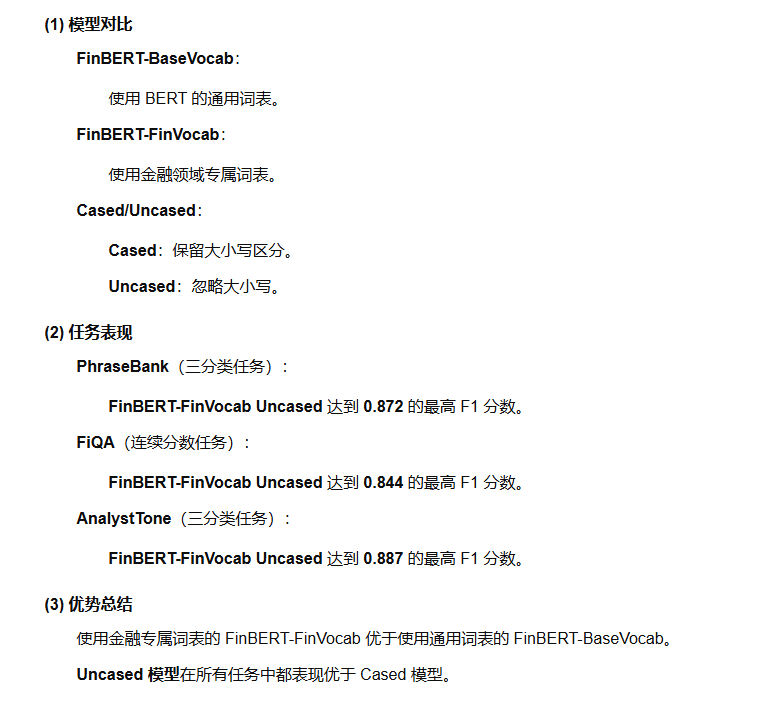 (1) 模型对比
FinBERT-BaseVocab：
使用 BERT 的通用词表。
FinBERT-FinVocab：
使用金融领域专属词表。
Cased/Uncased：
Cased：保留大小写区分。
Uncased：忽略大小写。
(2) 任务表现
PhraseBank（三分类任务）：
FinBERT-FinVocab Uncased 达到 0.872 的最高 F1 分数。
FiQA（连续分数任务）：
FinBERT-FinVocab Uncased 达到 0.844 的最高 F1 分数。
AnalystTone（三分类任务）：
FinBERT-FinVocab Uncased 达到 0.887 的最高 F1 分数。
(3) 优势总结
使用金融专属词表的 FinBERT-FinVocab 优于使用通用词表的 FinBERT-BaseVocab。
Uncased 模型在所有任务中都表现优于 Cased 模型。